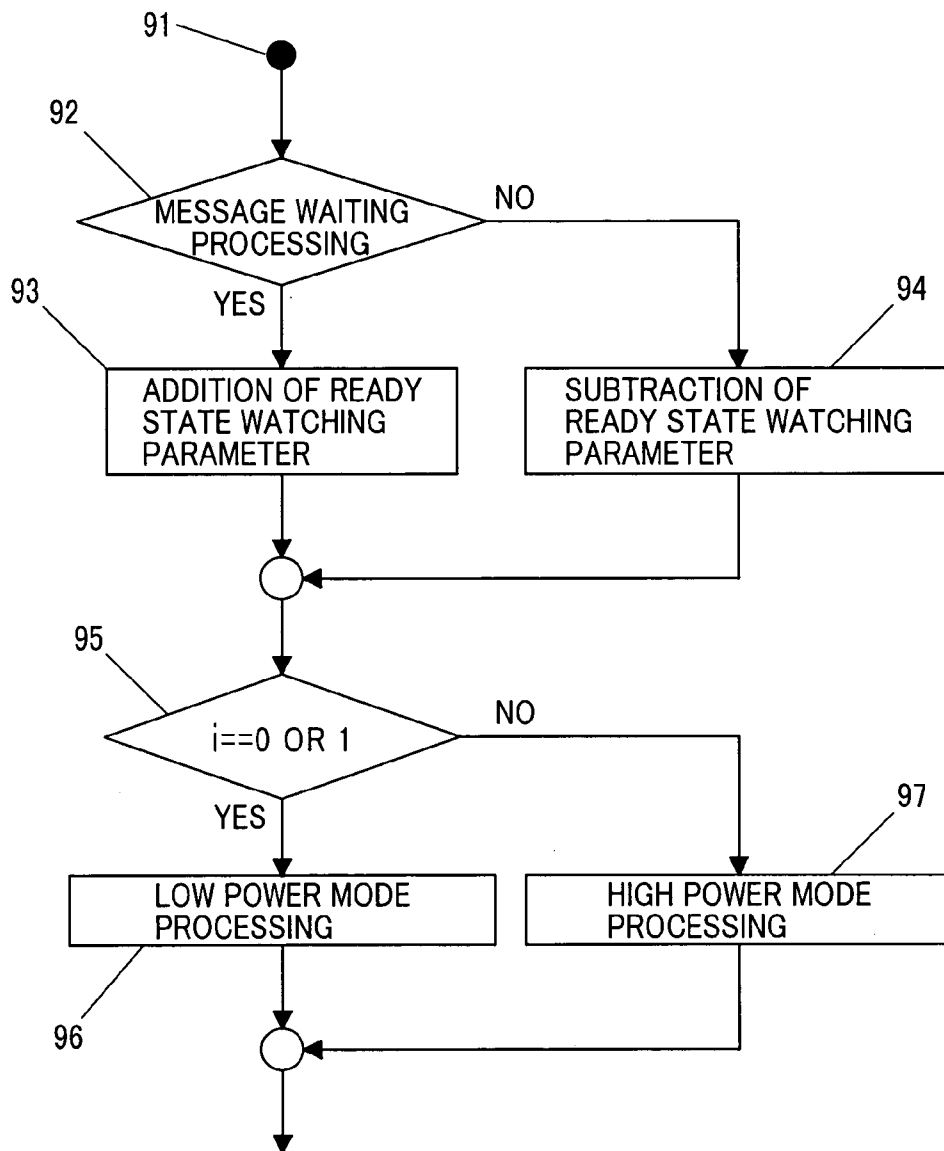 91
92
MESSAGE WAITING
PROCESSING
NO
YES
93
94
ADDITION OF READY
STATE WATCHING
PARAMETER
SUBTRACTION OF
READY STATE WATCHING
PARAMETER
95
i==0 OR 1
NO
YES
97
LOW POWER MODE
PROCESSING
HIGH POWER MODE
PROCESSING
96